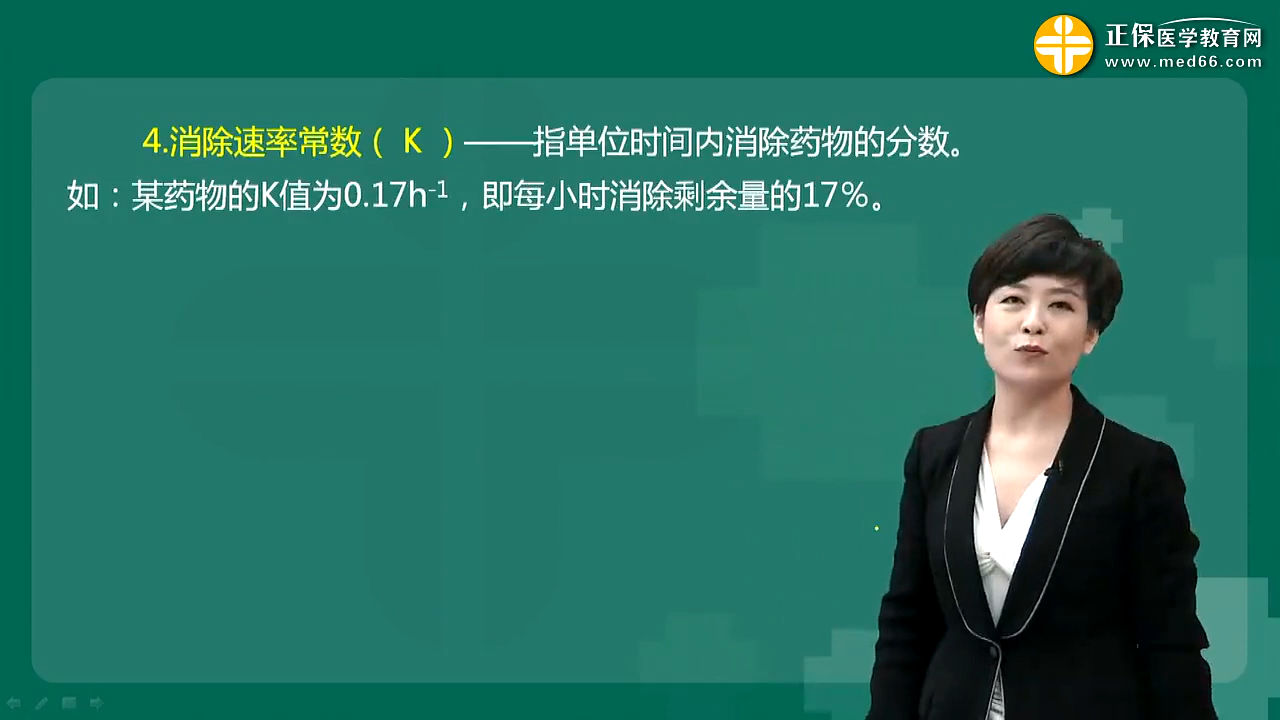 正保医学教育网
www.med66.com
4.消除速率常数（ K ）——指单位时间内消除药物的分数。
如：某药物的K值为0.17h⁻¹，即每小时消除剩余量的17%。